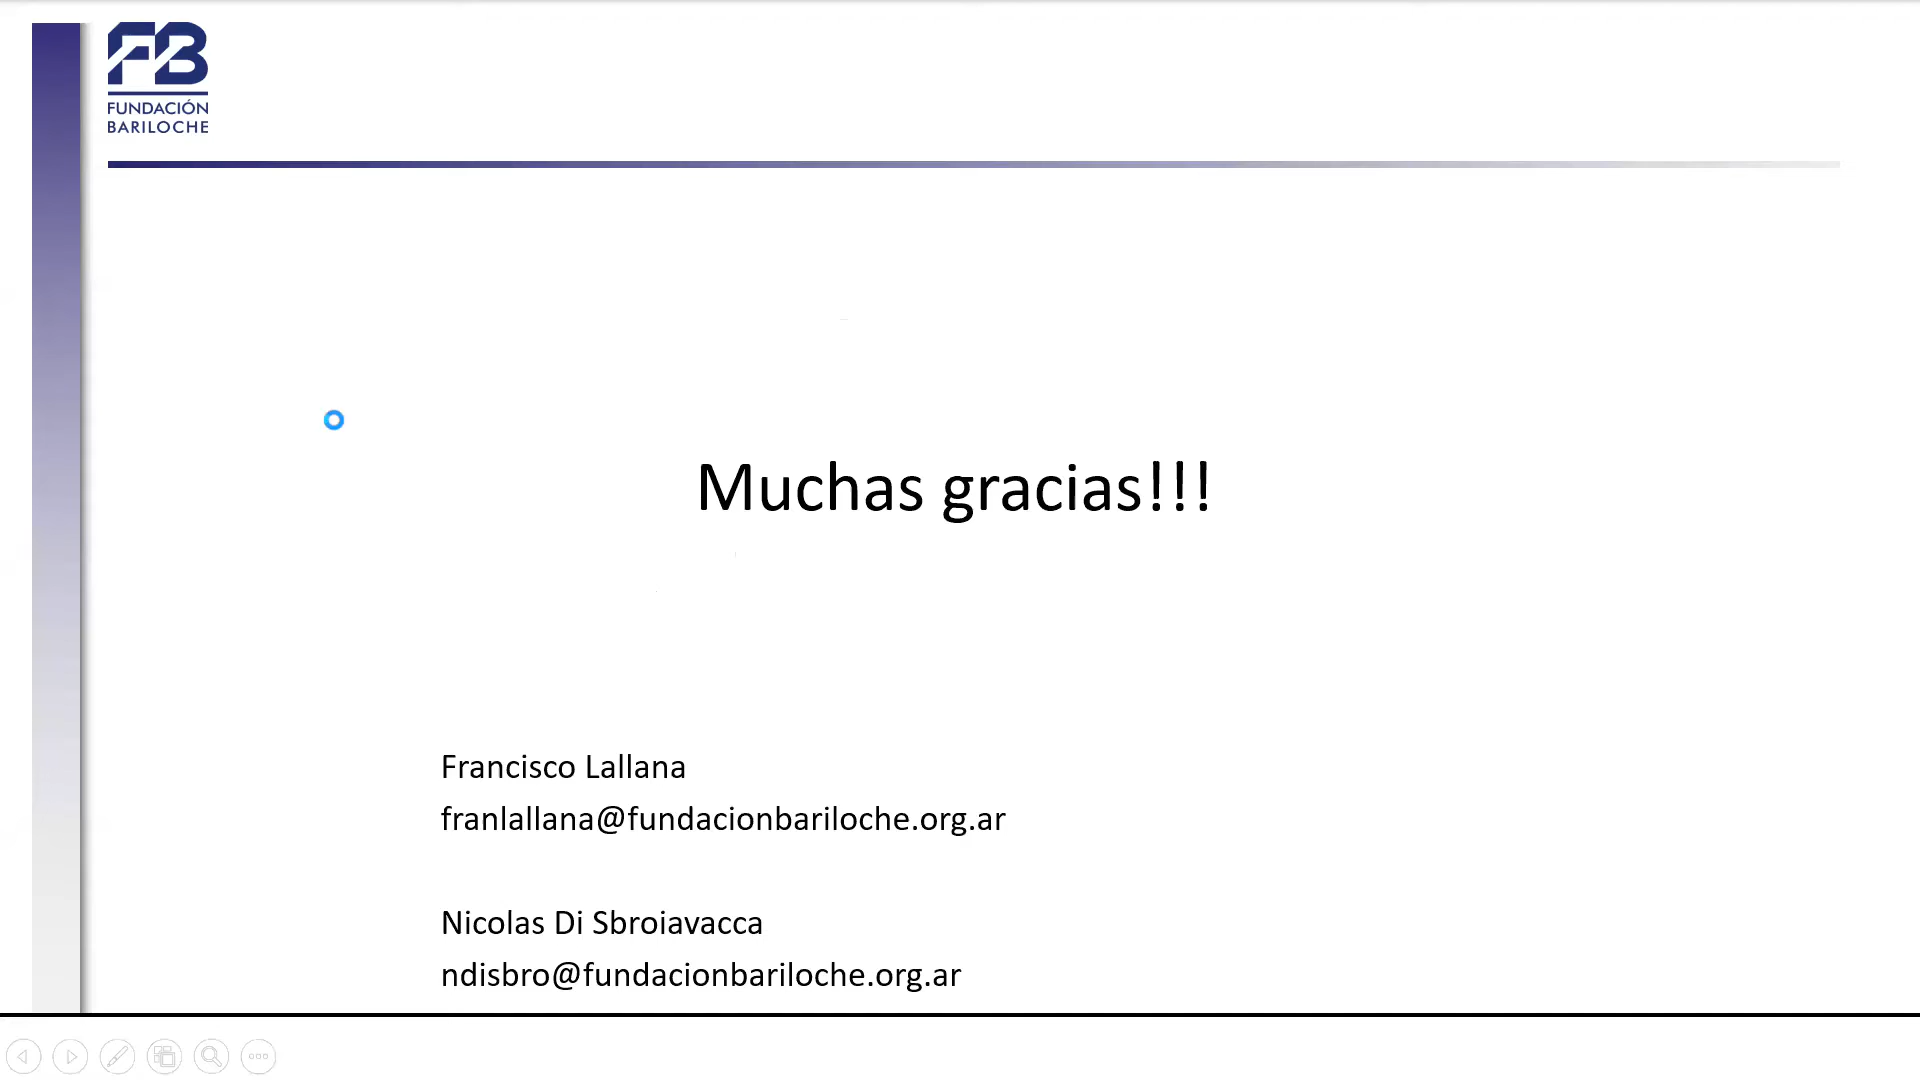 FB
FUNDACIÓN
BARILOCHE
Muchas gracias!!!
Francisco Lallana
franlallana@fundacionbariloche.org.ar
Nicolas Di Sbroiavacca
ndisbro@fundacionbariloche.org.ar